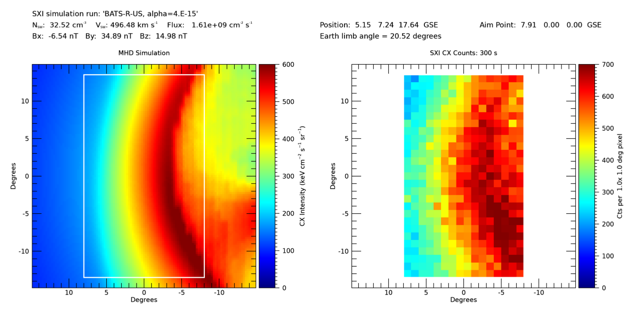 SXI simulation run: 'BATS-R-US, alpha=4.E-15'
Nsw: 32.52 cm⁻³ Vsw: 496.48 km s⁻¹ Flux: 1.61e+09 cm⁻² s⁻¹
Bx: -6.54 nT By: 34.89 nT Bz: 14.98 nT
Position: 5.15 7.24 17.64 GSE Aim Point: 7.91 0.00 0.00 GSE
Earth limb angle = 20.52 degrees
MHD Simulation
10
5
0
-5
-10
Degrees
10 5 0 -5 -10
Degrees
600
500
400
300
200
100
0
CX Intensity (keV cm⁻² s⁻¹ sr⁻¹)
SXI CX Counts: 300 s
10
5
0
-5
-10
Degrees
10 5 0 -5 -10
Degrees
700
600
500
400
300
200
100
0
Cts per 1.0x 1.0 deg pixel